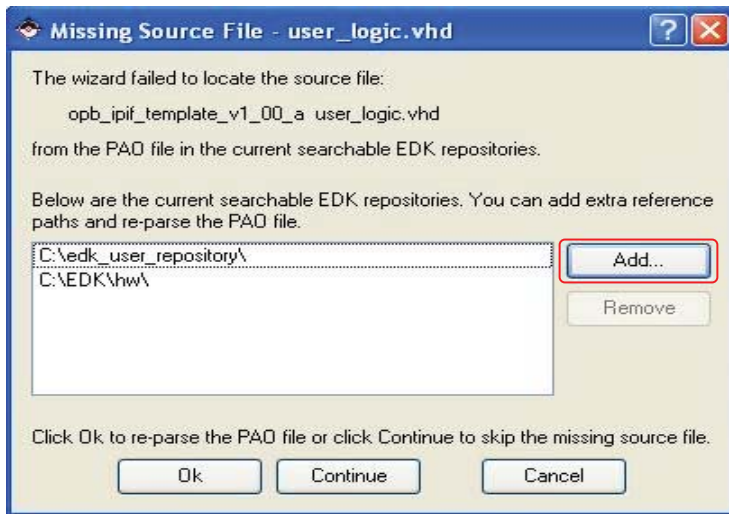 Missing Source File - user_logic.vhd
The wizard failed to locate the source file:
opb_ipif_template_v1_00_a user_logic.vhd
from the PAO file in the current searchable EDK repositories.
Below are the current searchable EDK repositories. You can add extra reference
paths and re-parse the PAO file.
C:\edk_user_repository\
C:\EDK\hw\
Add...
Remove
Click Ok to re-parse the PAO file or click Continue to skip the missing source file.
Ok Continue Cancel